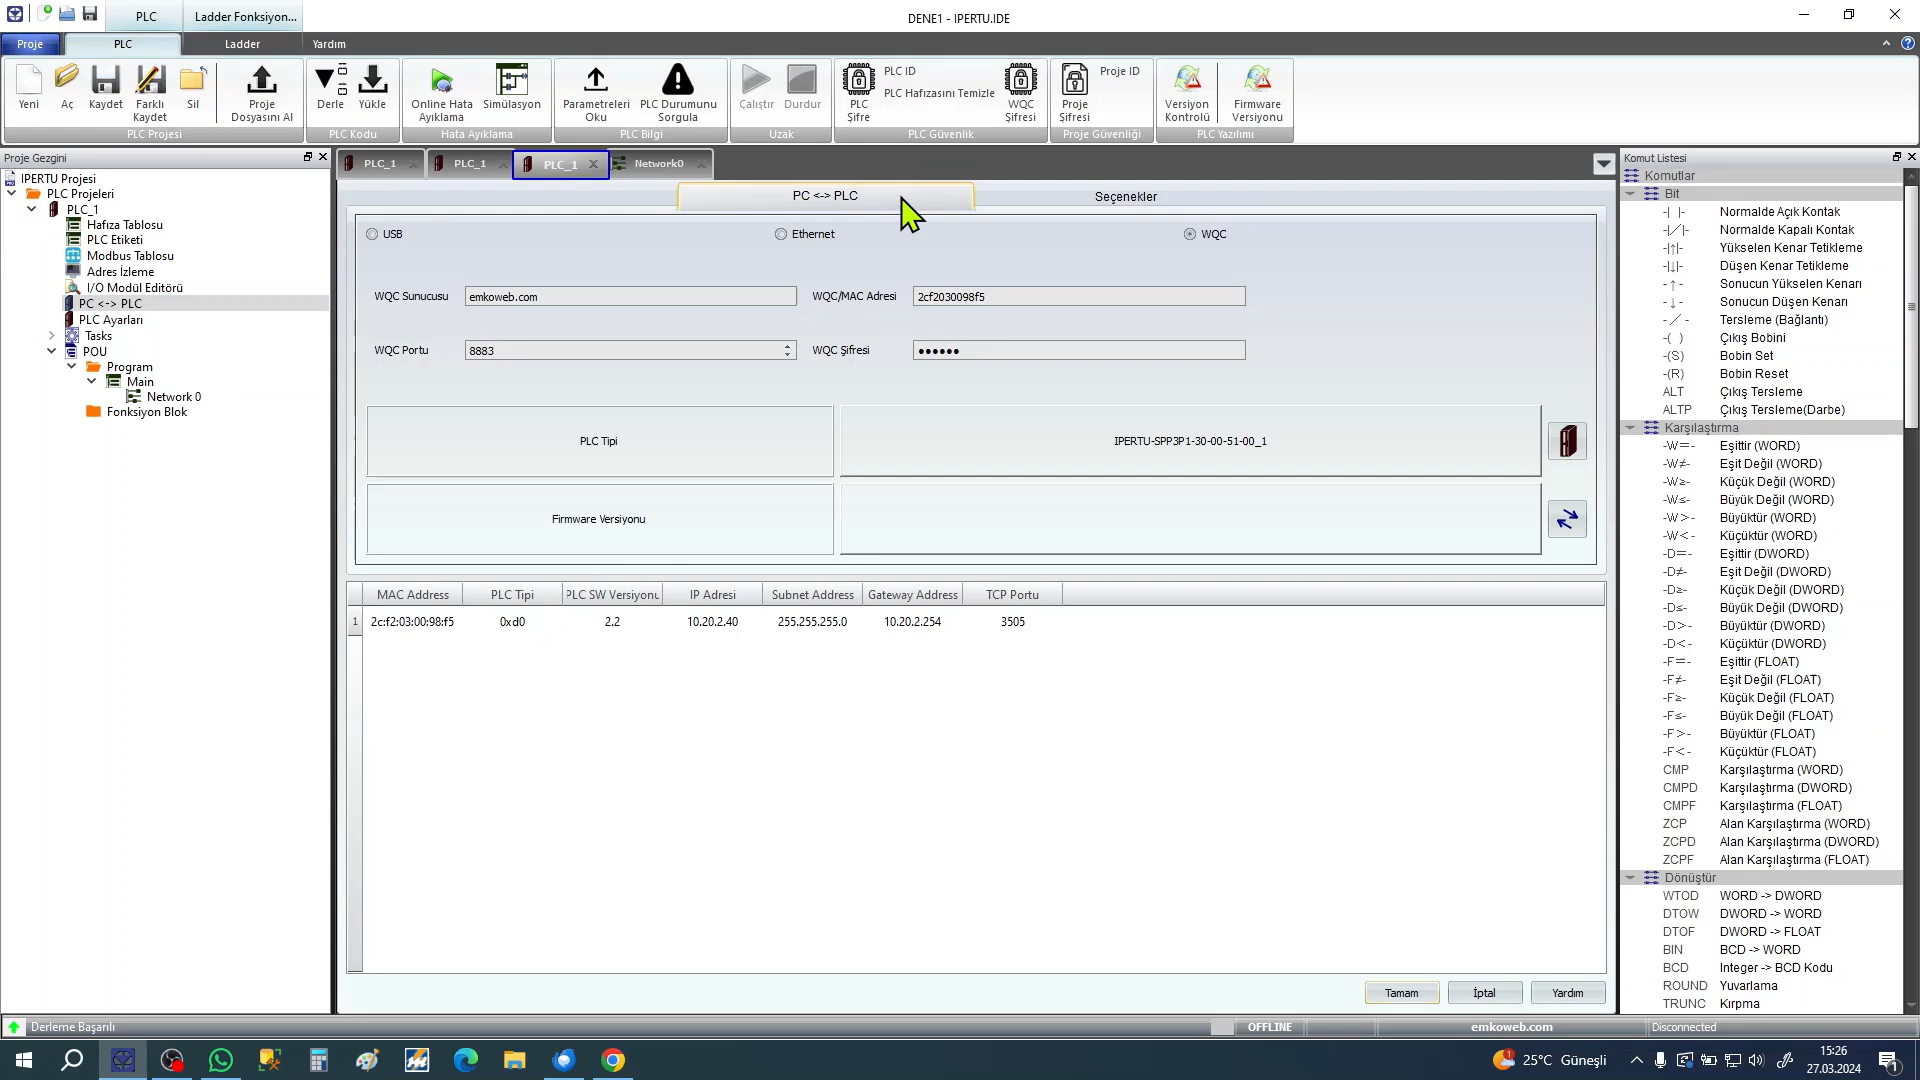 PLC
Ladder Fonksiyon...
DENE1 - IPERTU.IDE
Proje
PLC
Ladder
Yardım
Yeni
Aç
Kaydet
Farklı Kaydet
Sil
Proje Dosyasını Al
PLC Projesi
Derle
Yükle
PLC Kodu
Online Hata Ayıklama
Simülasyon
Hata Ayıklama
Parametreleri Oku
PLC Durumunu Sorgula
PLC Bilgi
Çalıştır
Durdur
Uzak
PLC Şifre
PLC ID
PLC Hafızasını Temizle
WQC Şifresi
PLC Güvenlik
Proje Şifresi
Proje ID
Proje Güvenliği
Versiyon Kontrolü
Firmware Versiyonu
PLC Yazılımı
Proje Gezgini
IPERTU Projesi
PLC Projeleri
PLC_1
Hafıza Tablosu
PLC Etiketi
Modbus Tablosu
Adres İzleme
I/O Modül Editörü
PC <-> PLC
PLC Ayarları
Tasks
POU
Program
Main
Network 0
Fonksiyon Blok
PLC_1
PLC_1
PLC_1
Network0
PC <-> PLC
Seçenekler
USB
Ethernet
WQC
WQC Sunucusu
emkoweb.com
WQC/MAC Adresi
2cf2030098f5
WQC Portu
8883
WQC Şifresi
●●●●●●
PLC Tipi
IPERTU-SPP3P1-30-00-51-00_1
Firmware Versiyonu
MAC Address
PLC Tipi
PLC SW Versiyonu
IP Adresi
Subnet Address
Gateway Address
TCP Portu
1
2c:f2:03:00:98:f5
0xd0
2.2
10.20.2.40
255.255.255.0
10.20.2.254
3505
Tamam
İptal
Yardım
Komut Listesi
Komutlar
Bit
-| |- Normalde Açık Kontak
-|/|- Normalde Kapalı Kontak
-|↑|- Yükselen Kenar Tetikleme
-|↓|- Düşen Kenar Tetikleme
-↑- Sonucun Yükselen Kenarı
-↓- Sonucun Düşen Kenarı
-/- Tersleme (Bağlantı)
-( ) Çıkış Bobini
-(S) Bobin Set
-(R) Bobin Reset
ALT Çıkış Tersleme
ALTP Çıkış Tersleme(Darbe)
Karşılaştırma
-W=- Eşittir (WORD)
-W≠- Eşit Değil (WORD)
-W≥- Küçük Değil (WORD)
-W≤- Büyük Değil (WORD)
-W>- Büyüktür (WORD)
-W<- Küçüktür (WORD)
-D=- Eşittir (DWORD)
-D≠- Eşit Değil (DWORD)
-D≥- Küçük Değil (DWORD)
-D≤- Büyük Değil (DWORD)
-D>- Büyüktür (DWORD)
-D<- Küçüktür (DWORD)
-F=- Eşittir (FLOAT)
-F≠- Eşit Değil (FLOAT)
-F≥- Küçük Değil (FLOAT)
-F≤- Büyük Değil (FLOAT)
-F>- Büyüktür (FLOAT)
-F<- Küçüktür (FLOAT)
CMP Karşılaştırma (WORD)
CMPD Karşılaştırma (DWORD)
CMPF Karşılaştırma (FLOAT)
ZCP Alan Karşılaştırma (WORD)
ZCPD Alan Karşılaştırma (DWORD)
ZCPF Alan Karşılaştırma (FLOAT)
Dönüştür
WTOD WORD -> DWORD
DTOW DWORD -> WORD
DTOF DWORD -> FLOAT
BIN BCD -> WORD
BCD Integer -> BCD Kodu
ROUND Yuvarlama
TRUNC Kırpma
Derleme Başarılı
OFFLINE
emkoweb.com
Disconnected
25°C Güneşli
15:26
27.03.2024
1